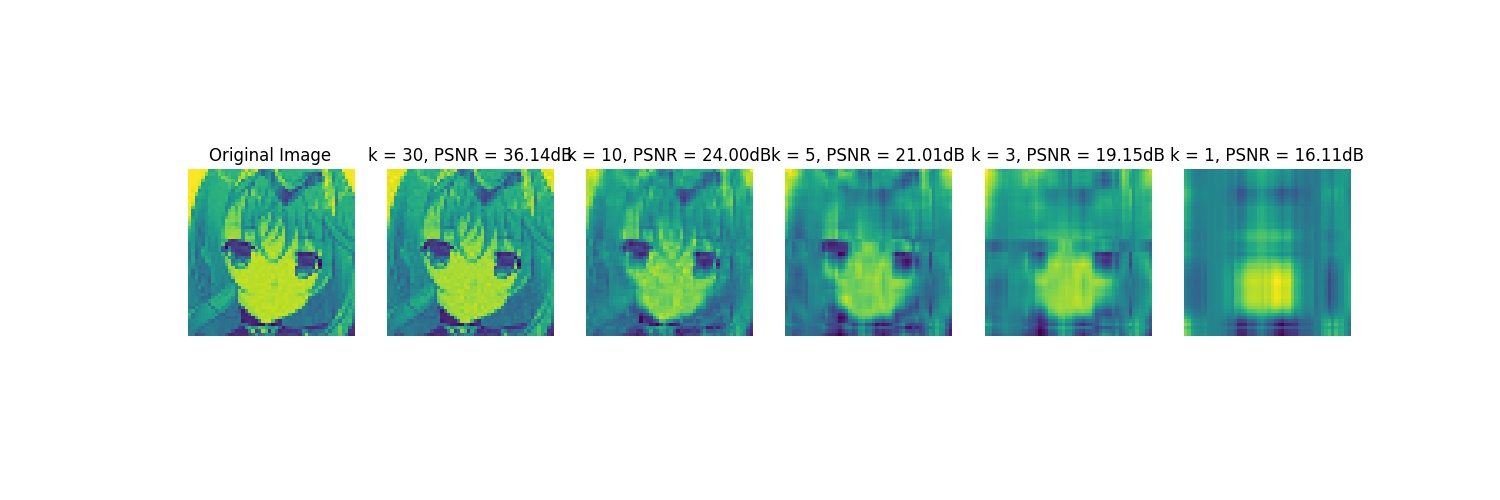 Original Image
k = 30, PSNR = 36.14dB
k = 10, PSNR = 24.00dB
k = 5, PSNR = 21.01dB
k = 3, PSNR = 19.15dB
k = 1, PSNR = 16.11dB